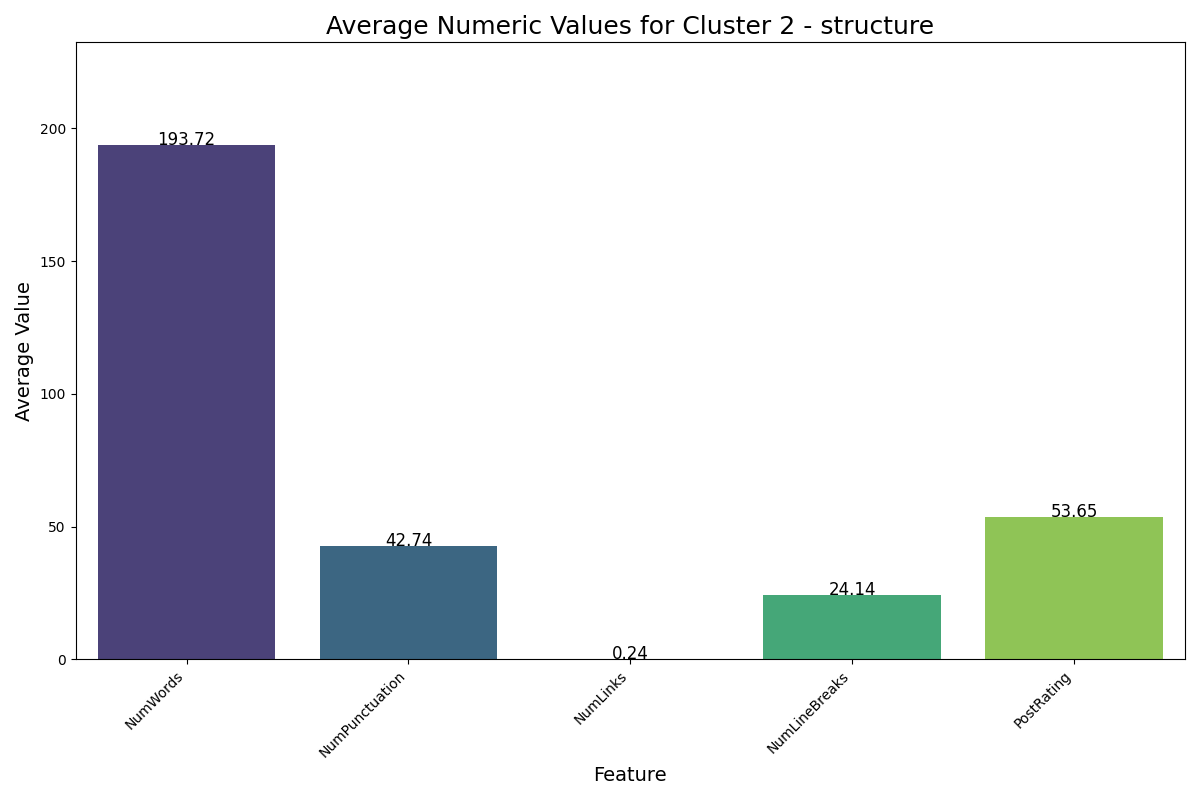 Average Numeric Values for Cluster 2 - structure
Average Value
200
150
100
50
0
193.72
42.74
0.24
24.14
53.65
NumWords
NumPunctuation
NumLinks
NumLineBreaks
PostRating
Feature